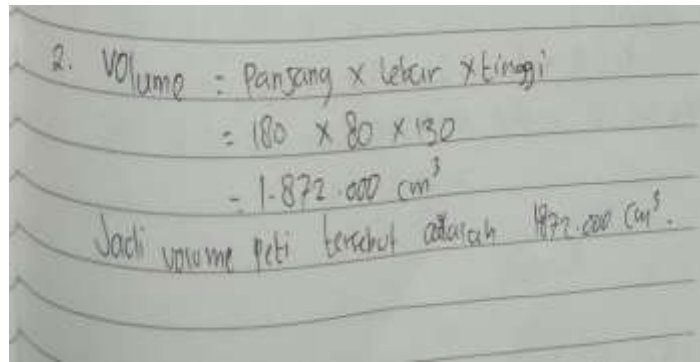 2. Volume = Panjang x lebar x tinggi
= 180 x 80 x 130
= 1.872.000 cm³
Jadi volume peti tersebut adalah 1872.000 cm³.